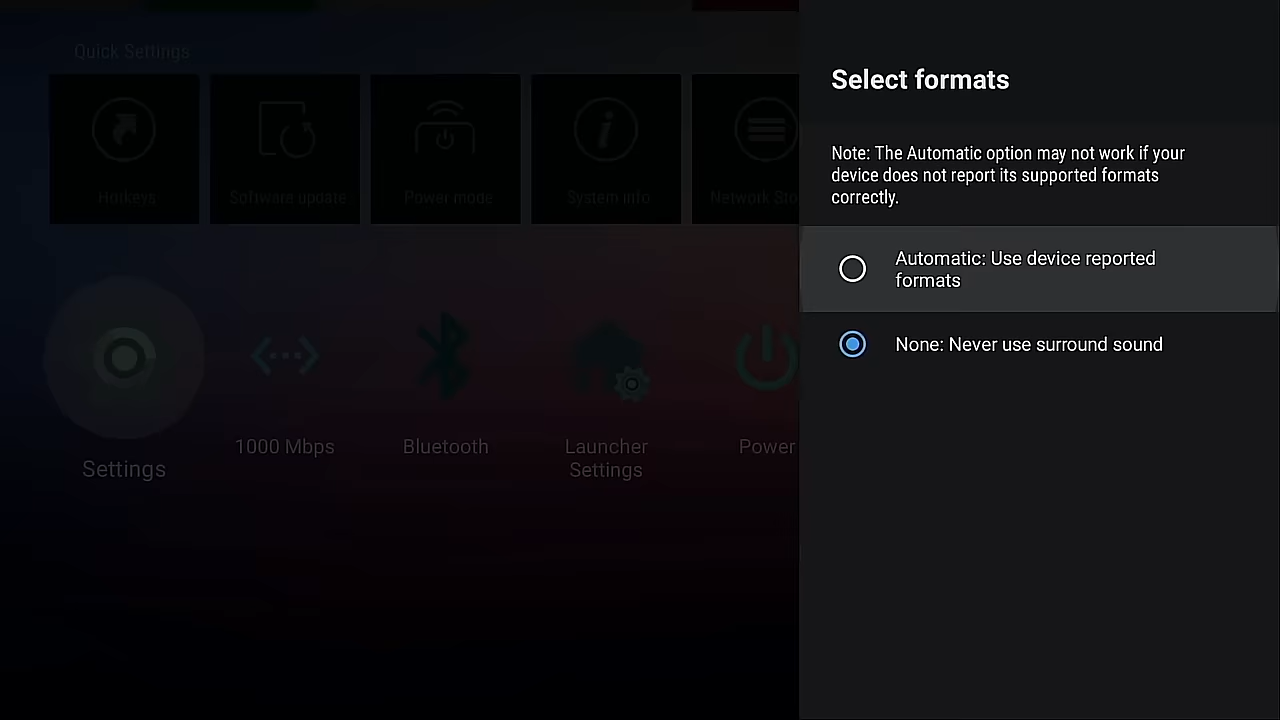 Quick Settings
Hotkeys
Software update
Power mode
System info
Network Sto
Settings
1000 Mbps
Bluetooth
Launcher
Settings
Power
Select formats
Note: The Automatic option may not work if your
device does not report its supported formats
correctly.
Automatic: Use device reported
formats
None: Never use surround sound